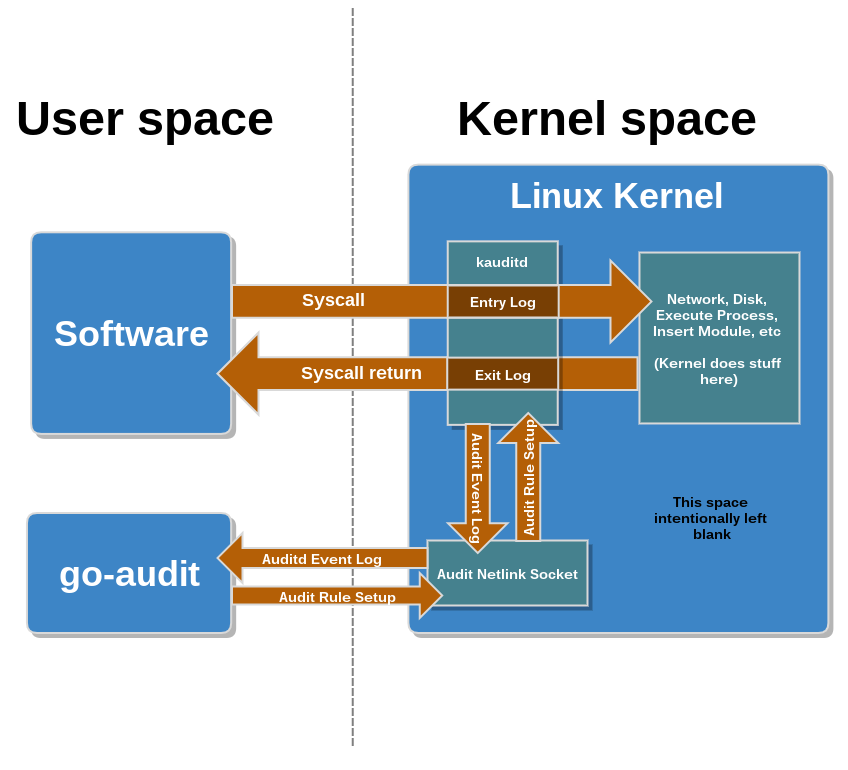 User space
Kernel space
Linux Kernel
kauditd
Syscall
Entry Log
Network, Disk,
Execute Process,
Insert Module, etc
(Kernel does stuff
here)
Software
Syscall return
Exit Log
Audit Event Log
Audit Rule Setup
This space
intentionally left
blank
go-audit
Auditd Event Log
Audit Netlink Socket
Audit Rule Setup